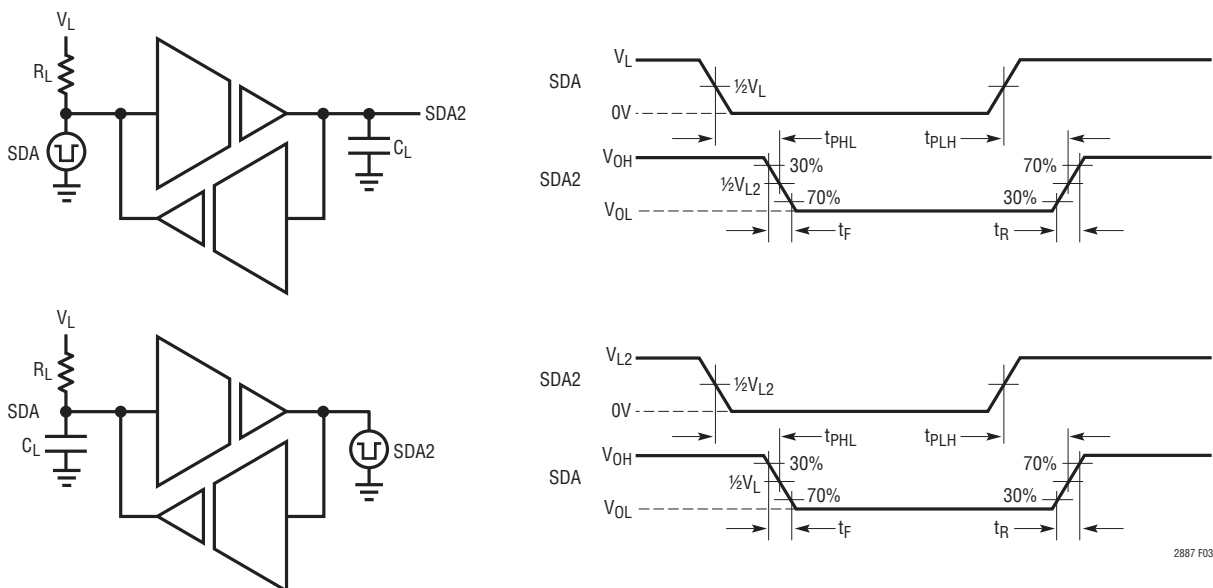 VL
RL
SDA
SDA2
CL
VL
SDA
½VL
0V
tPHL
tPLH
VOH
30%
70%
SDA2
½VL2
70%
30%
VOL
tF
tR
VL
RL
SDA
CL
SDA2
VL2
SDA2
½VL2
0V
tPHL
tPLH
VOH
30%
70%
SDA
½VL
70%
30%
VOL
tF
tR
2887 F03